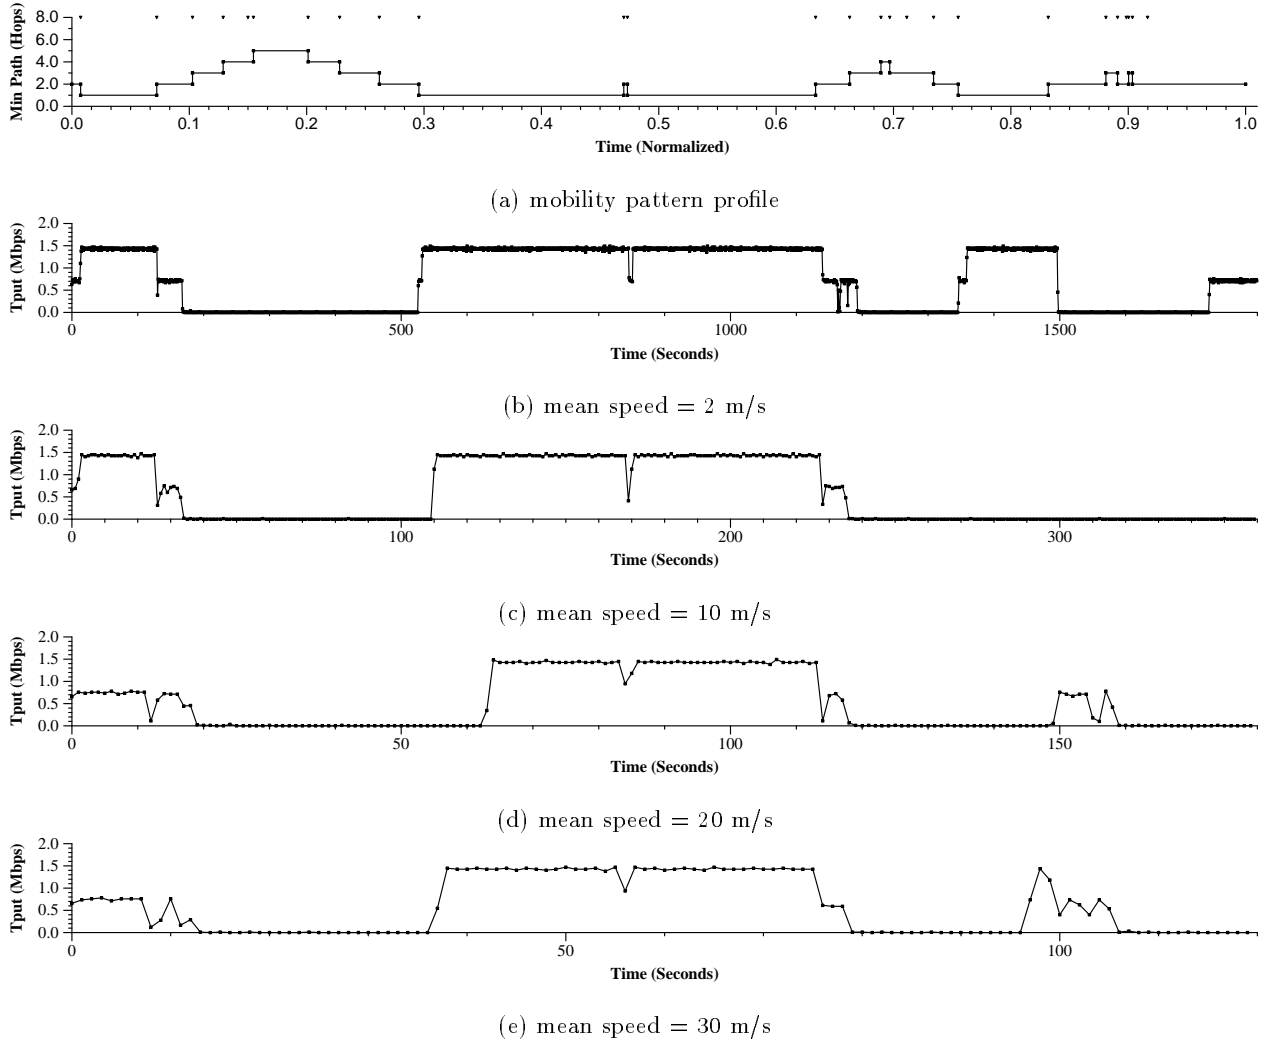 Min Path (Hops)
8.0
6.0
4.0
2.0
0.0
0.0 0.1 0.2 0.3 0.4 0.5 0.6 0.7 0.8 0.9 1.0
Time (Normalized)
(a) mobility pattern profile
Tput (Mbps)
2.0
1.5
1.0
0.5
0.0
0 500 1000 1500
Time (Seconds)
(b) mean speed = 2 m/s
Tput (Mbps)
2.0
1.5
1.0
0.5
0.0
0 100 200 300
Time (Seconds)
(c) mean speed = 10 m/s
Tput (Mbps)
2.0
1.5
1.0
0.5
0.0
0 50 100 150
Time (Seconds)
(d) mean speed = 20 m/s
Tput (Mbps)
2.0
1.5
1.0
0.5
0.0
0 50 100
Time (Seconds)
(e) mean speed = 30 m/s